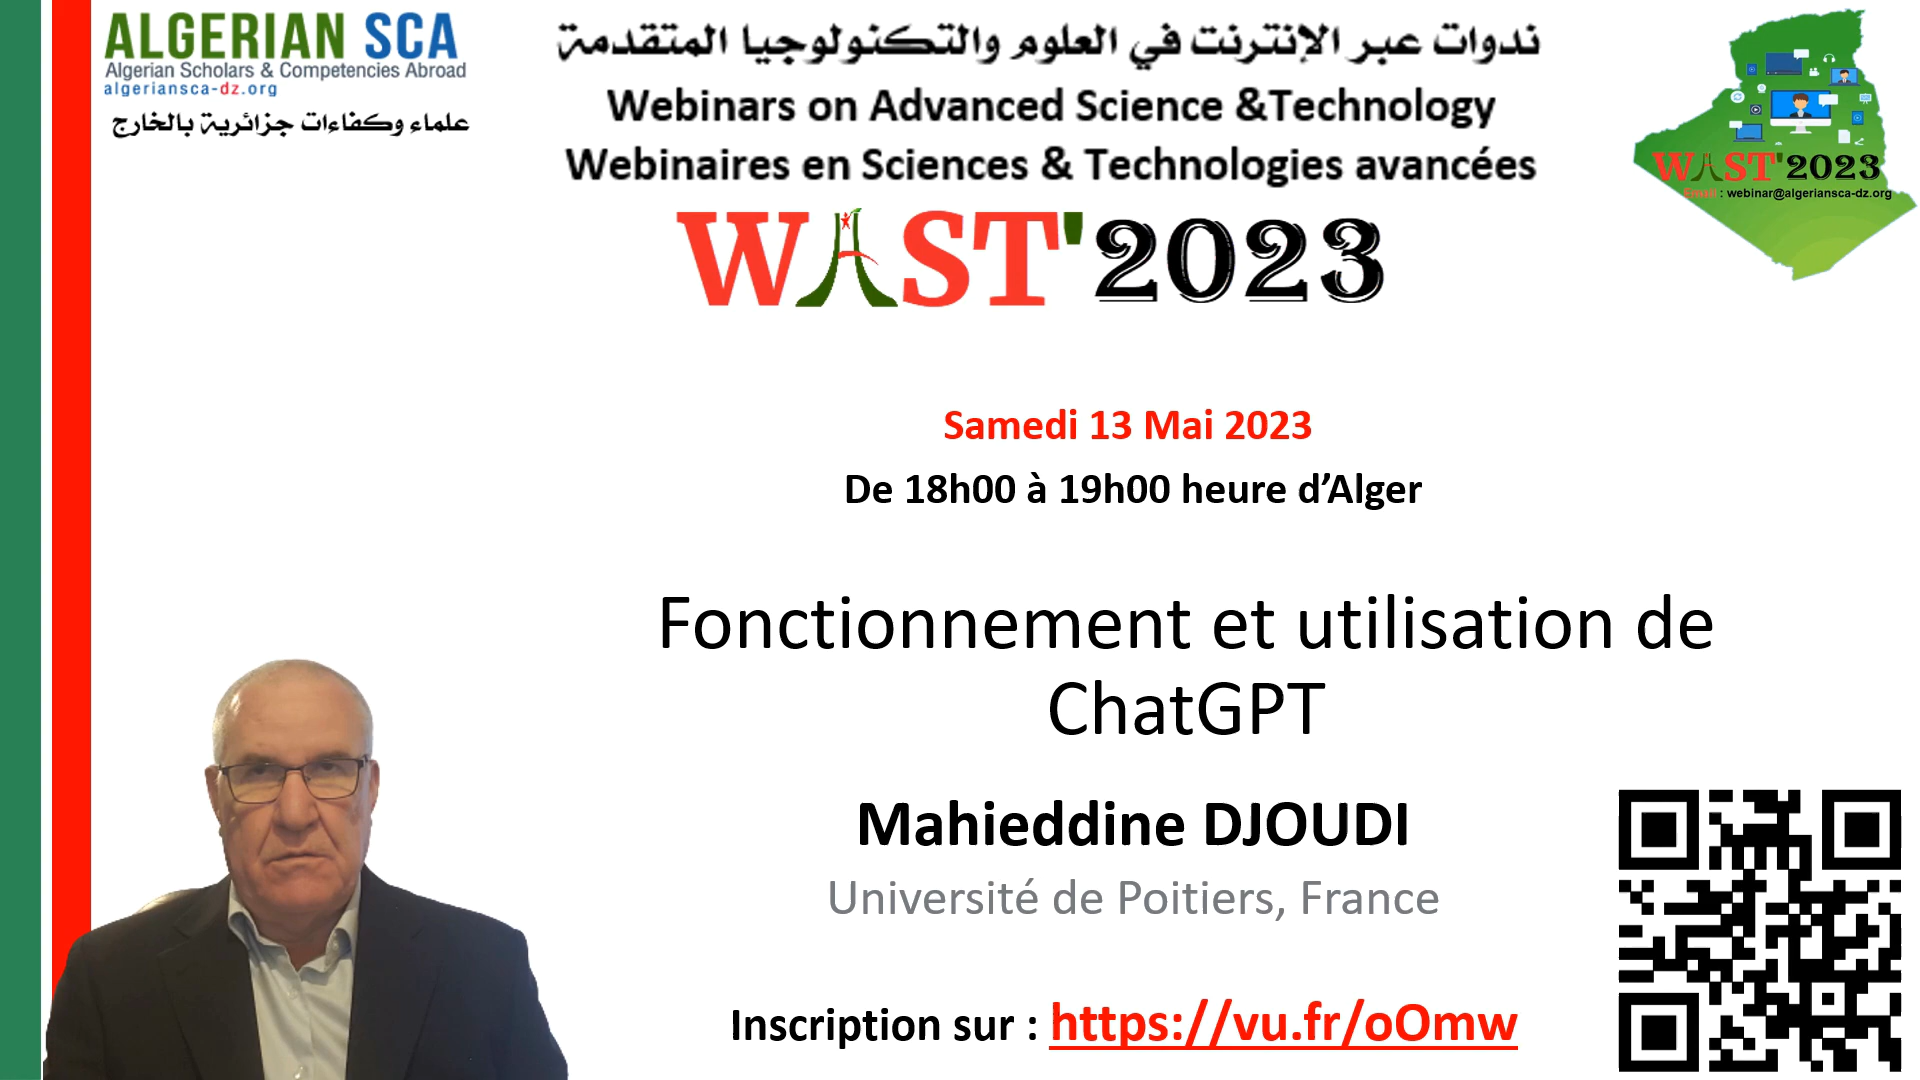 ALGERIAN SCA
Algerian Scholars & Competencies Abroad
algeriansca-dz.org
علماء وكفاءات جزائرية بالخارج
ندوات عبر الإنترنت في العلوم والتكنولوجيا المتقدمة
Webinars on Advanced Science &Technology
Webinaires en Sciences & Technologies avancées
WAST'2023
WAST'2023
Email : webinar@algeriansca-dz.org
Samedi 13 Mai 2023
De 18h00 à 19h00 heure d’Alger
Fonctionnement et utilisation de
ChatGPT
Mahieddine DJOUDI
Université de Poitiers, France
Inscription sur : https://vu.fr/oOmw